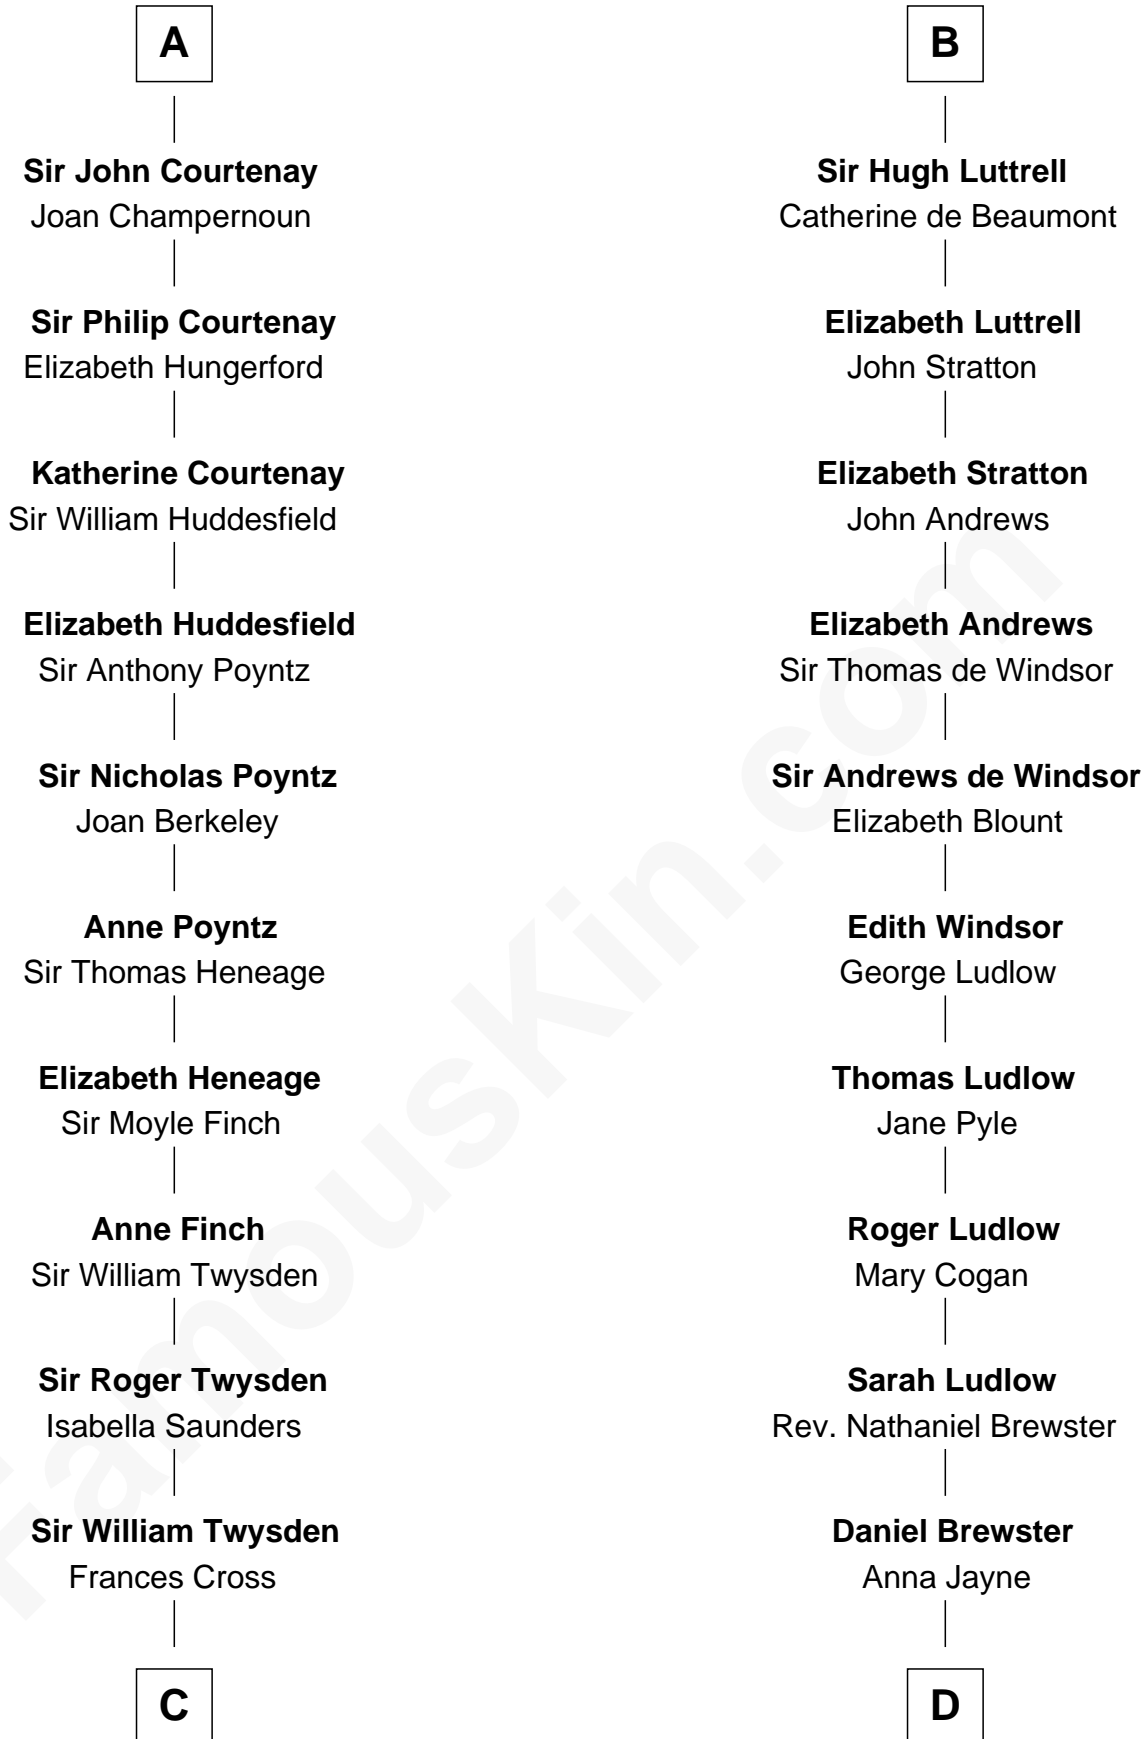 A
Sir John Courtenay
Joan Champernoun
Sir Philip Courtenay
Elizabeth Hungerford
Katherine Courtenay
Sir William Huddesfield
Elizabeth Huddesfield
Sir Anthony Poyntz
Sir Nicholas Poyntz
Joan Berkeley
Anne Poyntz
Sir Thomas Heneage
Elizabeth Heneage
Sir Moyle Finch
Anne Finch
Sir William Twysden
Sir Roger Twysden
Isabella Saunders
Sir William Twysden
Frances Cross
C
B
Sir Hugh Luttrell
Catherine de Beaumont
Elizabeth Luttrell
John Stratton
Elizabeth Stratton
John Andrews
Elizabeth Andrews
Sir Thomas de Windsor
Sir Andrews de Windsor
Elizabeth Blount
Edith Windsor
George Ludlow
Thomas Ludlow
Jane Pyle
Roger Ludlow
Mary Cogan
Sarah Ludlow
Rev. Nathaniel Brewster
Daniel Brewster
Anna Jayne
D
FamousKin.com